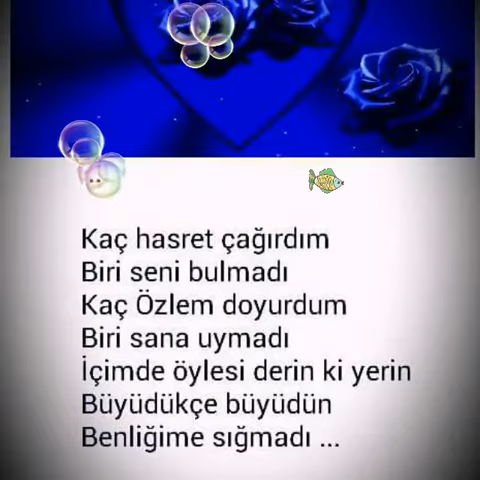 Kaç hasret çağırdım
Biri seni bulmadı
Kaç Özlem doyurdum
Biri sana uymadı
İçimde öylesi derin ki yerin
Büyüdükçe büyüdün
Benliğime sığmadı ...